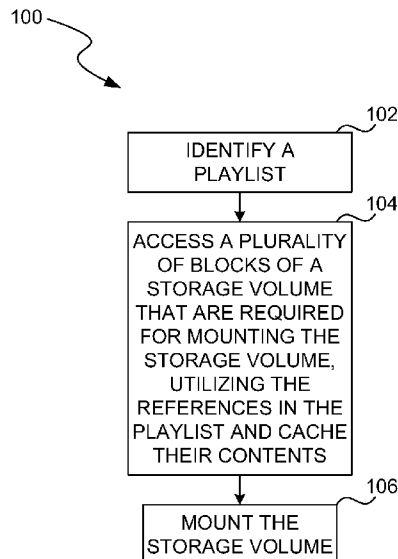 100
102
IDENTIFY A
PLAYLIST
104
ACCESS A PLURALITY
OF BLOCKS OF A
STORAGE VOLUME
THAT ARE REQUIRED
FOR MOUNTING THE
STORAGE VOLUME,
UTILIZING THE
REFERENCES IN THE
PLAYLIST AND CACHE
THEIR CONTENTS
106
MOUNT THE
STORAGE VOLUME